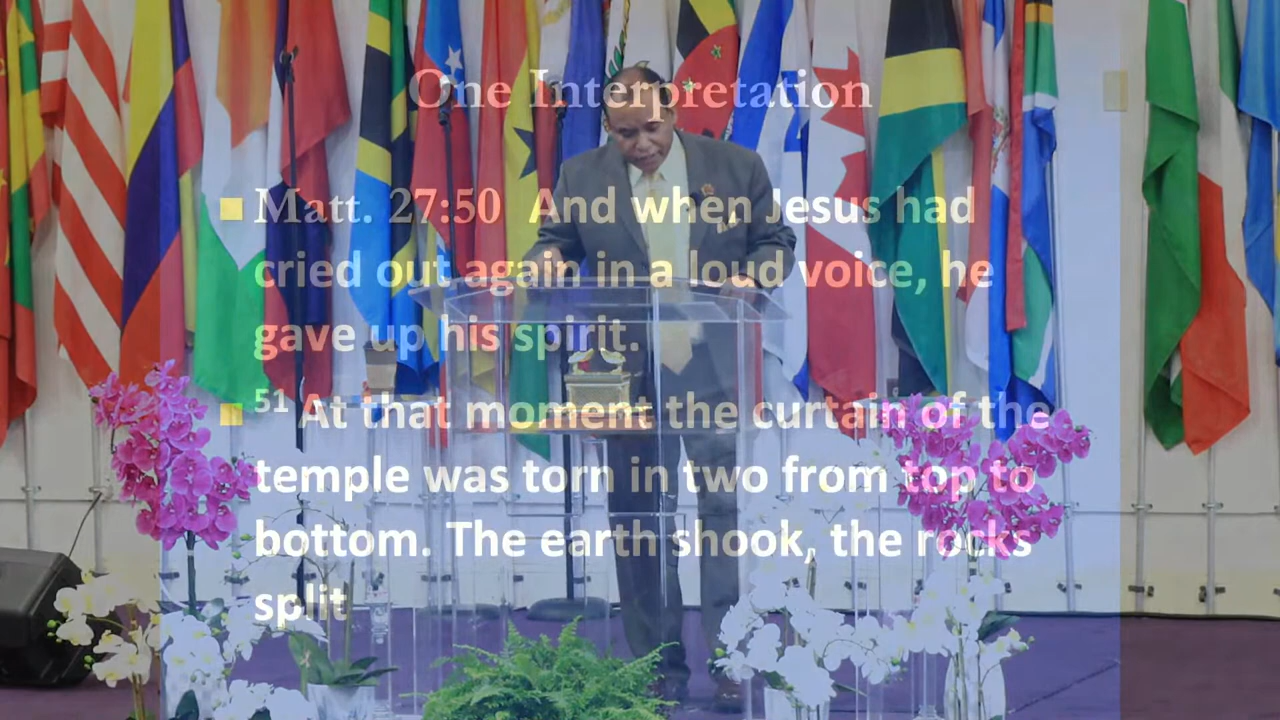 One Interpretation
Matt. 27:50 And when Jesus had
cried out again in a loud voice, he
gave up his spirit.
51 At that moment the curtain of the
temple was torn in two from top to
bottom. The earth shook, the rocks
split